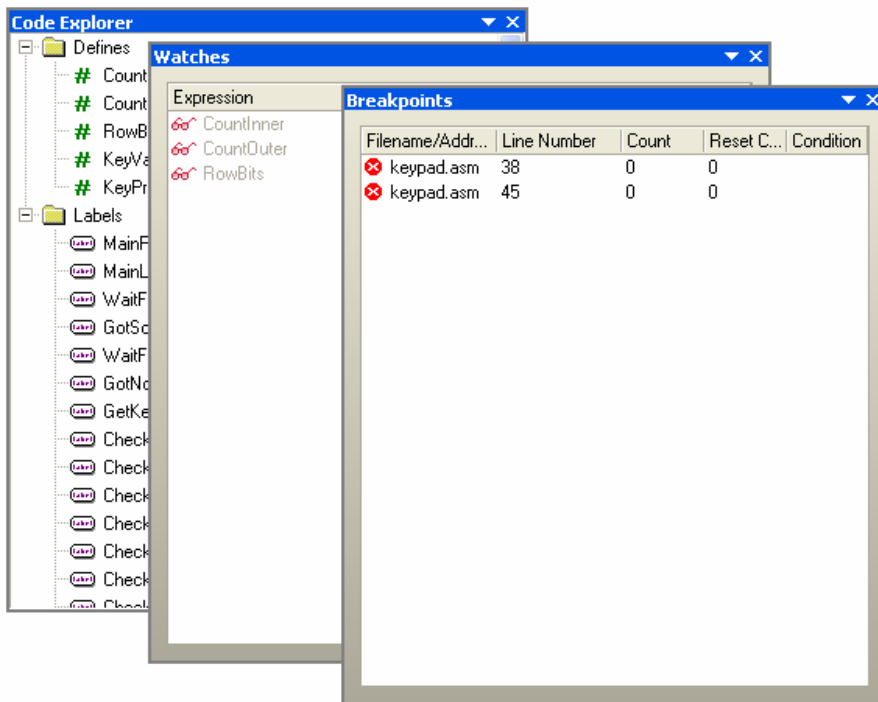 Code Explorer
Defines
# Count
# Count
# RowB
# KeyVa
# KeyPr
Labels
MainF
MainL
WaitF
GotSc
WaitF
GotNo
GetKe
Check
Check
Check
Check
Check
Check
Watches
Expression
CountInner
CountOuter
RowBits
Breakpoints
Filename/Addr... Line Number Count Reset C... Condition
keypad.asm 38 0 0
keypad.asm 45 0 0